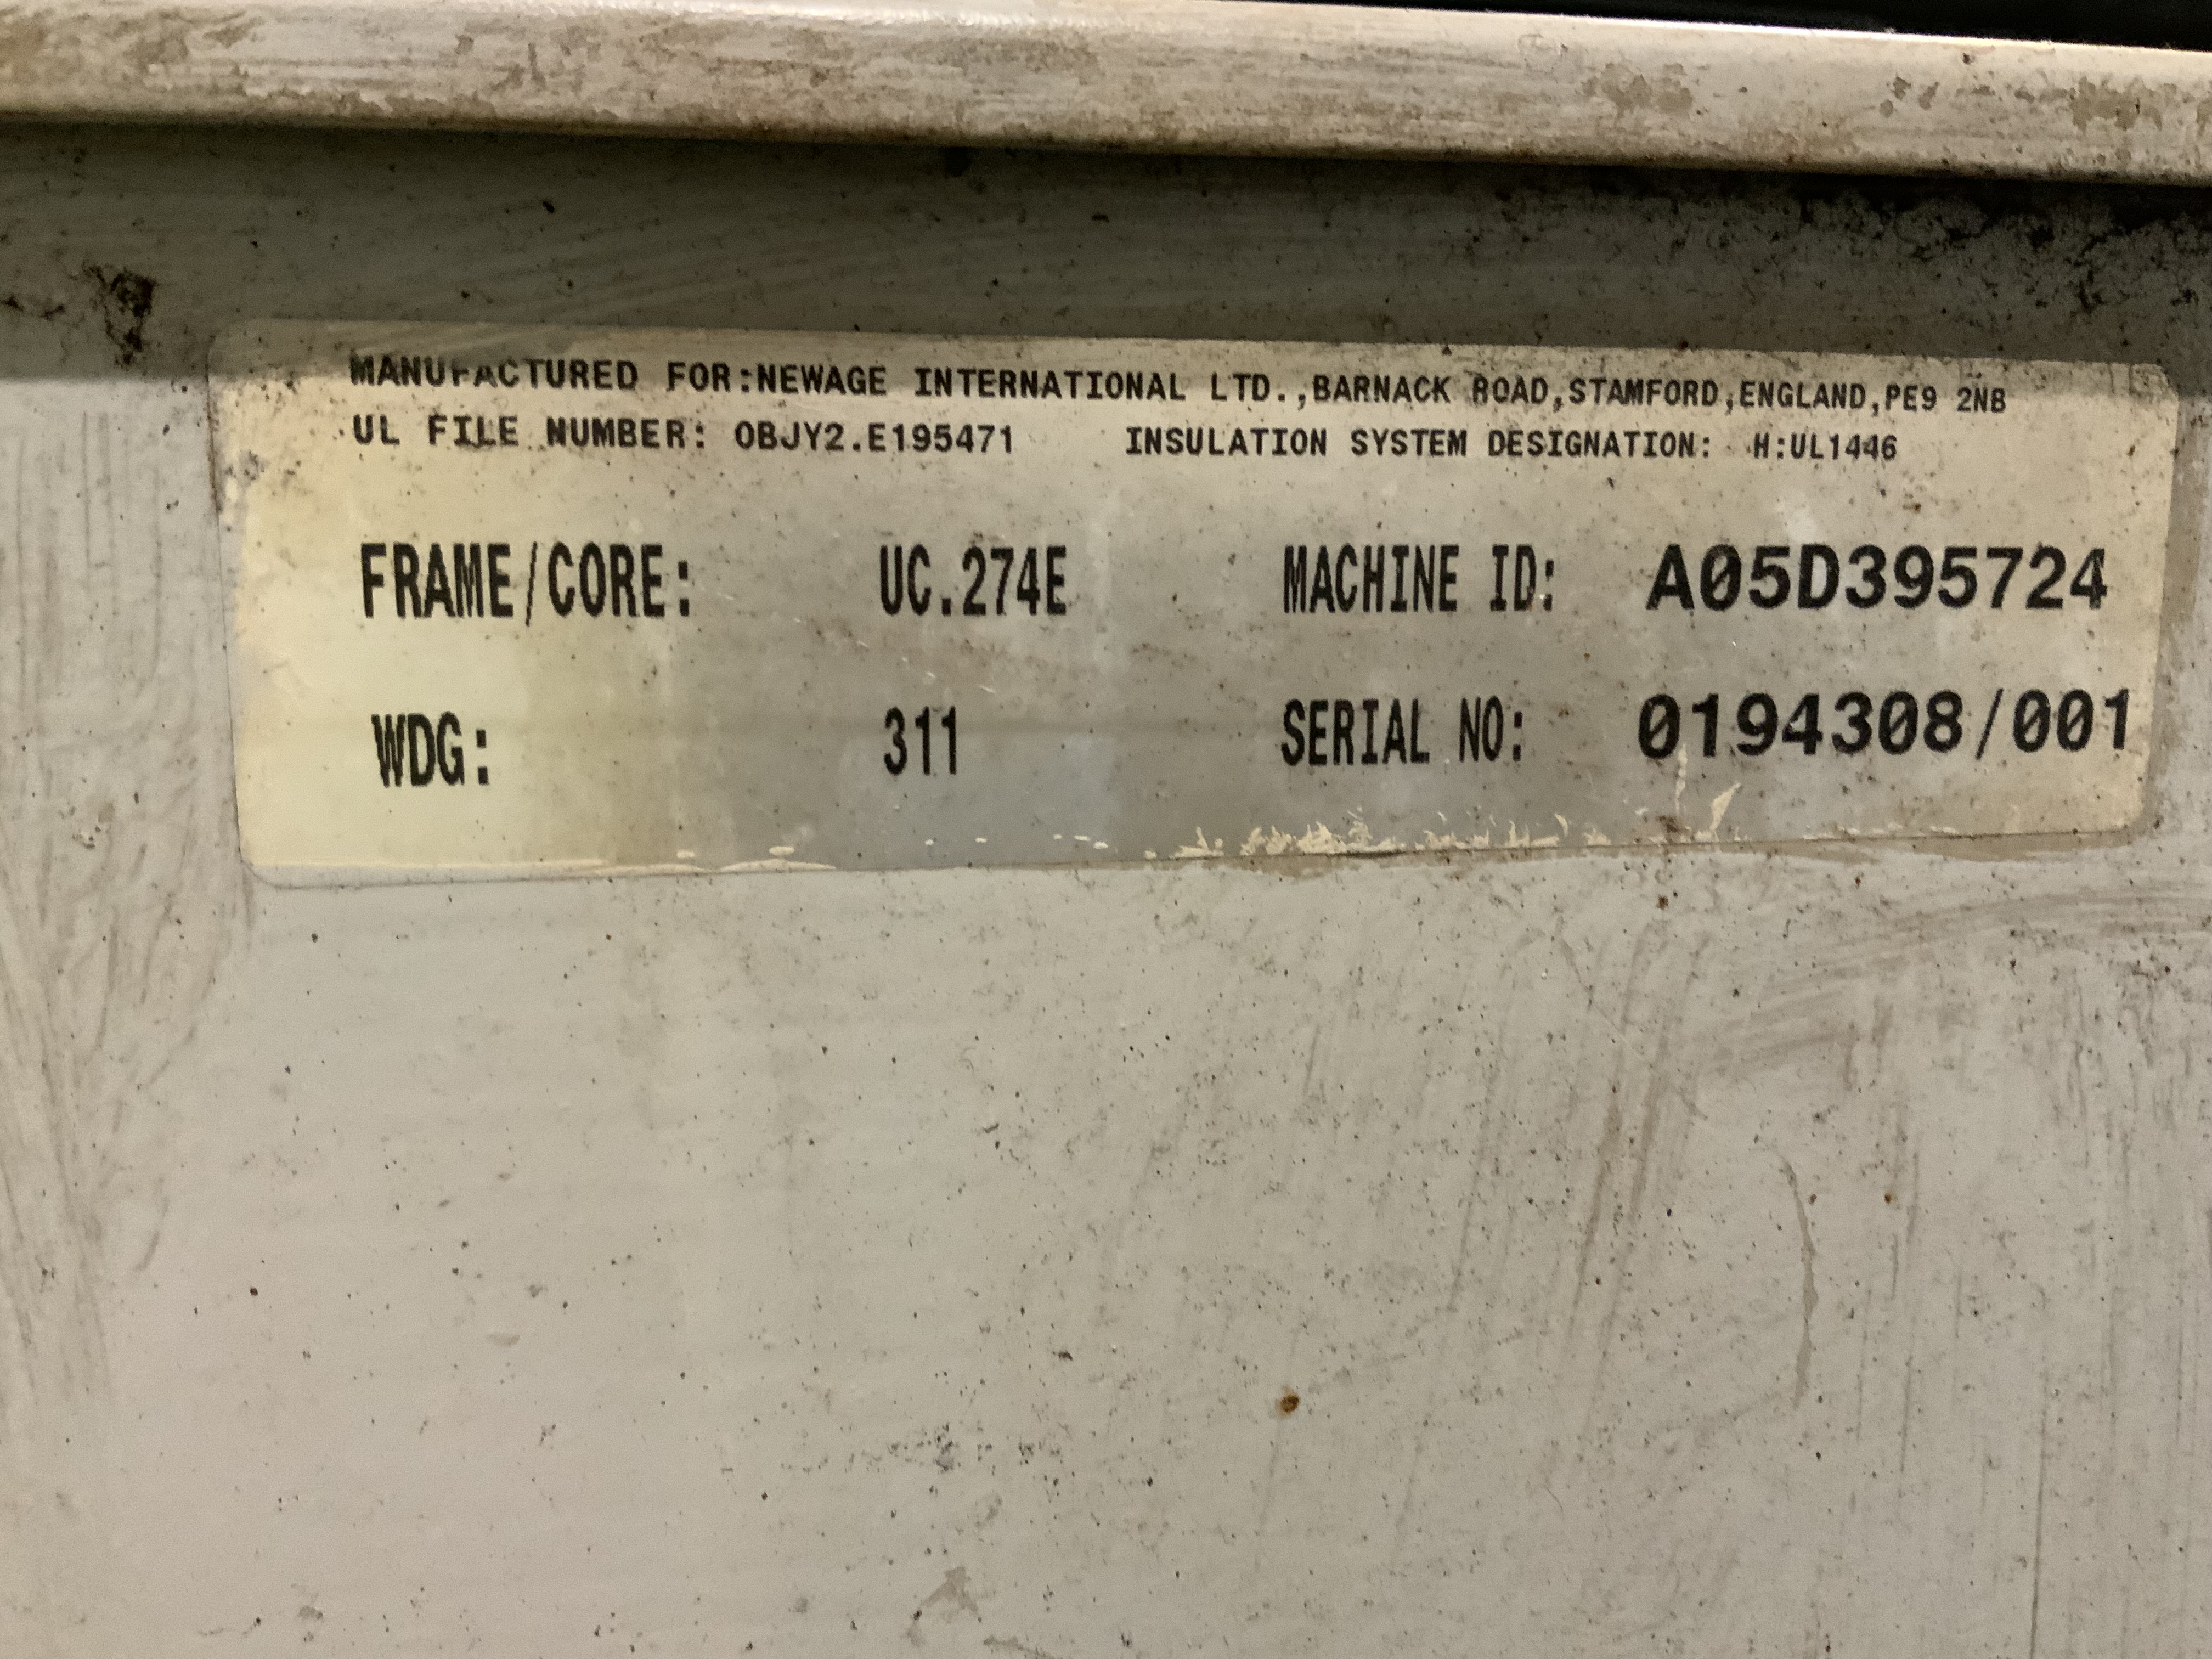 MANUFACTURED FOR:NEWAGE INTERNATIONAL LTD.,BARNACK ROAD,STAMFORD,ENGLAND,PE9 2NB
UL FILE NUMBER: OBJY2.E195471 INSULATION SYSTEM DESIGNATION: H:UL1446
FRAME/CORE: UC.274E MACHINE ID: A05D395724
WDG: 311 SERIAL NO: 0194308/001